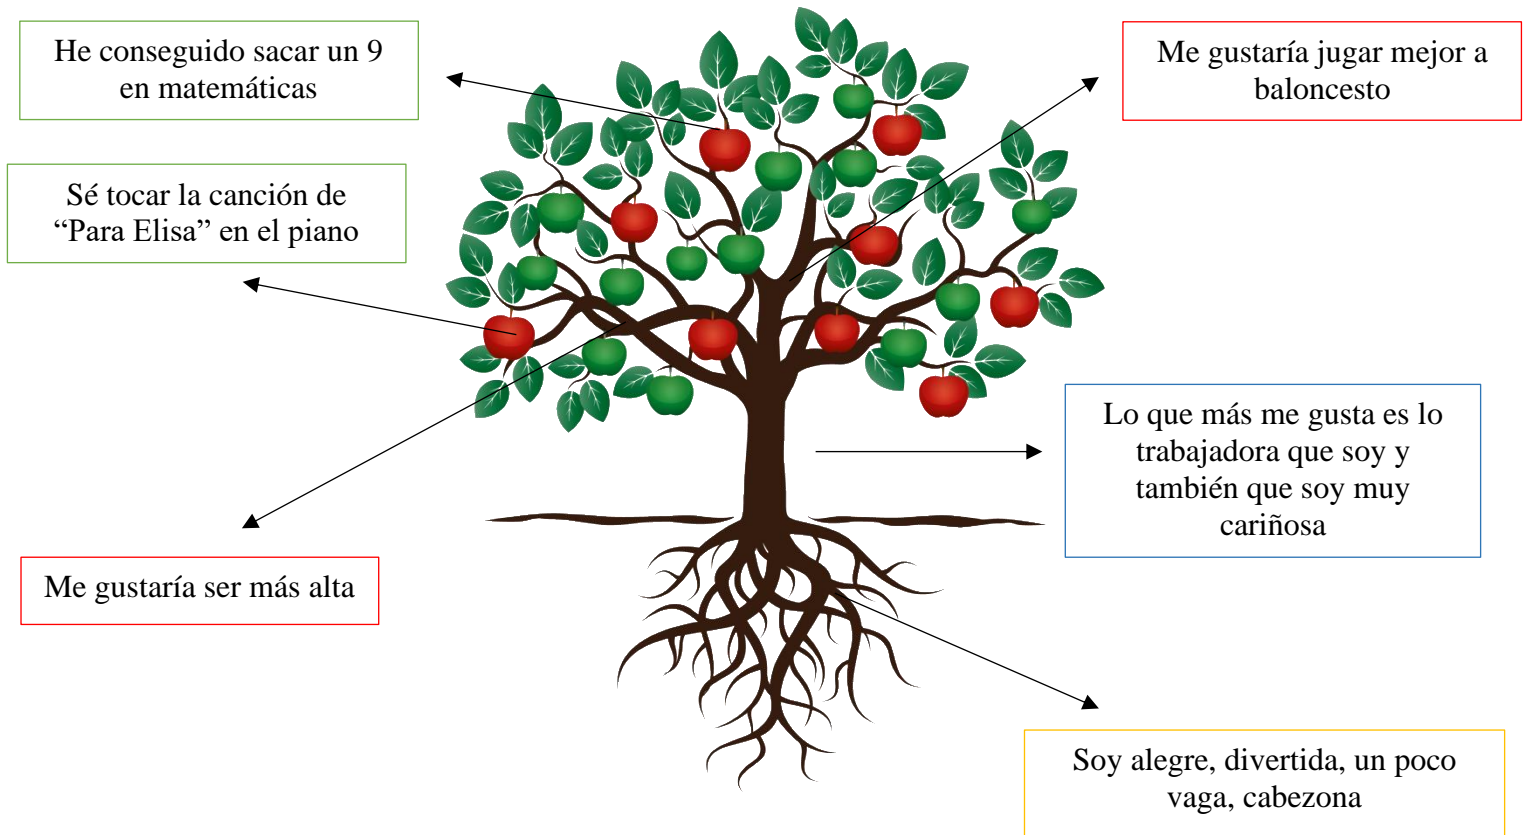 He conseguido sacar un 9
en matemáticas
Me gustaría jugar mejor a
baloncesto
Sé tocar la canción de
“Para Elisa” en el piano
Lo que más me gusta es lo
trabajadora que soy y
también que soy muy
cariñosa
Me gustaría ser más alta
Soy alegre, divertida, un poco
vaga, cabezona